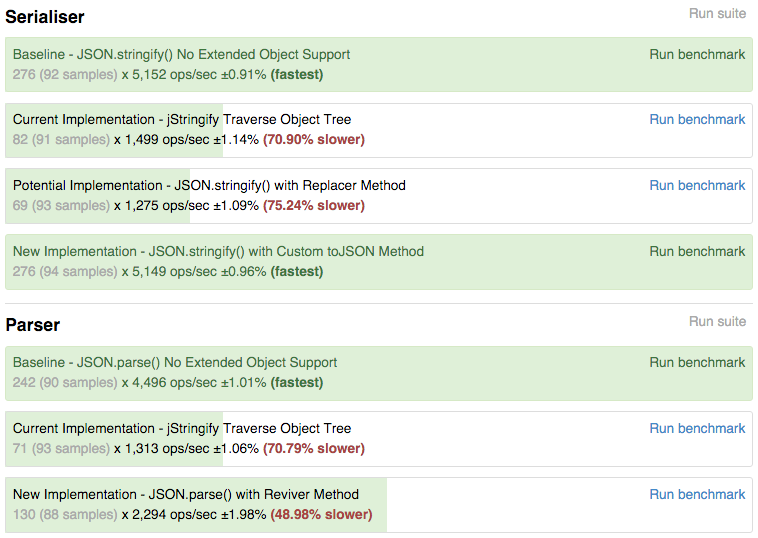 Serialiser
Run suite
Baseline - JSON.stringify() No Extended Object Support
Run benchmark
276 (92 samples) x 5,152 ops/sec ±0.91% (fastest)
Current Implementation - jStringify Traverse Object Tree
Run benchmark
82 (91 samples) x 1,499 ops/sec ±1.14% (70.90% slower)
Potential Implementation - JSON.stringify() with Replacer Method
Run benchmark
69 (93 samples) x 1,275 ops/sec ±1.09% (75.24% slower)
New Implementation - JSON.stringify() with Custom toJSON Method
Run benchmark
276 (94 samples) x 5,149 ops/sec ±0.96% (fastest)
Parser
Run suite
Baseline - JSON.parse() No Extended Object Support
Run benchmark
242 (90 samples) x 4,496 ops/sec ±1.01% (fastest)
Current Implementation - jStringify Traverse Object Tree
Run benchmark
71 (93 samples) x 1,313 ops/sec ±1.06% (70.79% slower)
New Implementation - JSON.parse() with Reviver Method
Run benchmark
130 (88 samples) x 2,294 ops/sec ±1.98% (48.98% slower)